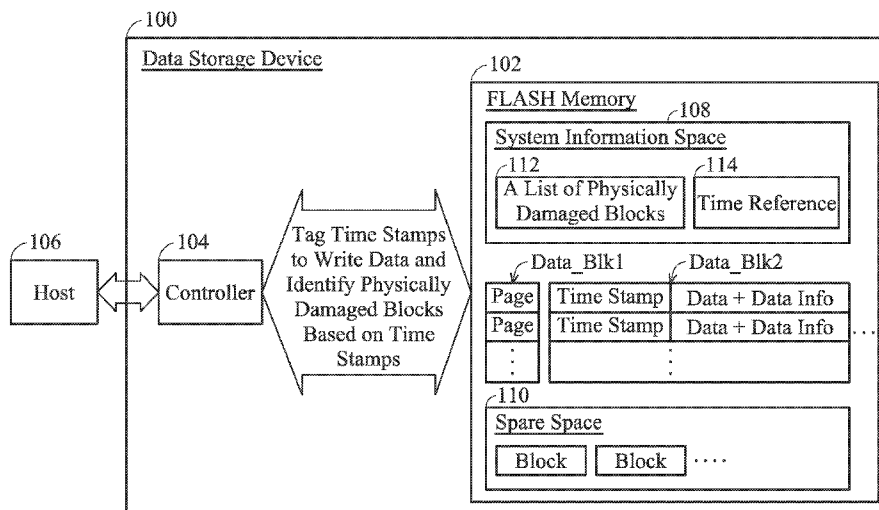 100
Data Storage Device
102
FLASH Memory
108
System Information Space
112
A List of Physically
Damaged Blocks
114
Time Reference
106
Host
104
Controller
Tag Time Stamps
to Write Data and
Identify Physically
Damaged Blocks
Based on Time
Stamps
Data_Blk1
Data_Blk2
Page
Time Stamp
Data + Data Info
Page
Time Stamp
Data + Data Info
110
Spare Space
Block
Block